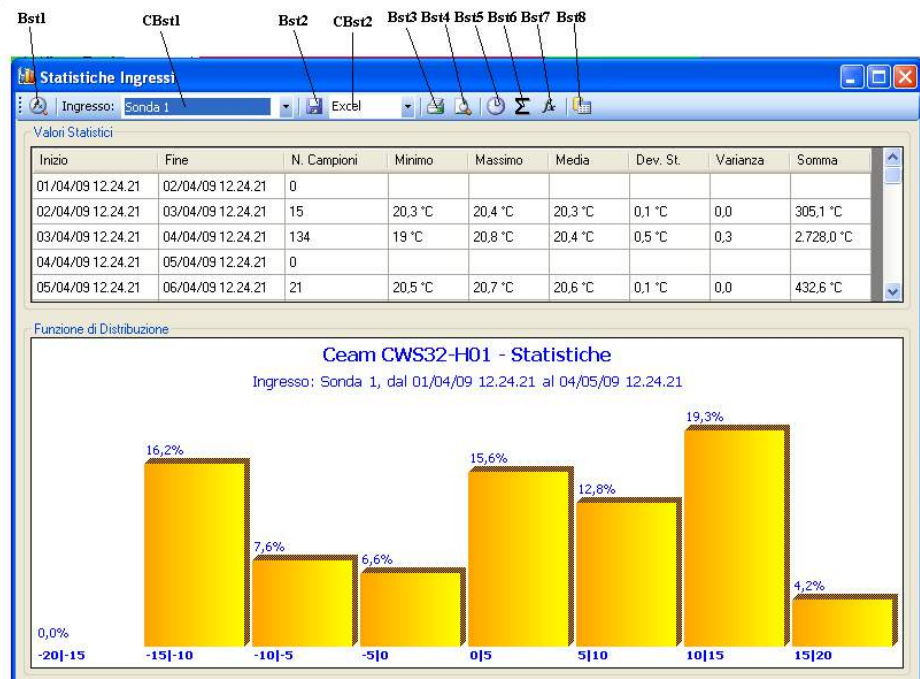 Bst1 CBst1 Bst2 CBst2 Bst3 Bst4 Bst5 Bst6 Bst7 Bst8
Statistiche Ingressi
Ingresso: Sonda 1 Excel
Valori Statistici
Inizio Fine N. Campioni Minimo Massimo Media Dev. St. Varianza Somma
01/04/09 12.24.21 02/04/09 12.24.21 0
02/04/09 12.24.21 03/04/09 12.24.21 15 20,3 °C 20,4 °C 20,3 °C 0,1 °C 0,0 305,1 °C
03/04/09 12.24.21 04/04/09 12.24.21 134 19 °C 20,8 °C 20,4 °C 0,5 °C 0,3 2.728,0 °C
04/04/09 12.24.21 05/04/09 12.24.21 0
05/04/09 12.24.21 06/04/09 12.24.21 21 20,5 °C 20,7 °C 20,6 °C 0,1 °C 0,0 432,6 °C
Funzione di Distribuzione
Ceam CWS32-H01 - Statistiche
Ingresso: Sonda 1, dal 01/04/09 12.24.21 al 04/05/09 12.24.21
0,0% 16,2% 7,6% 6,6% 15,6% 12,8% 19,3% 4,2%
-20|-15 -15|-10 -10|-5 -5|0 0|5 5|10 10|15 15|20